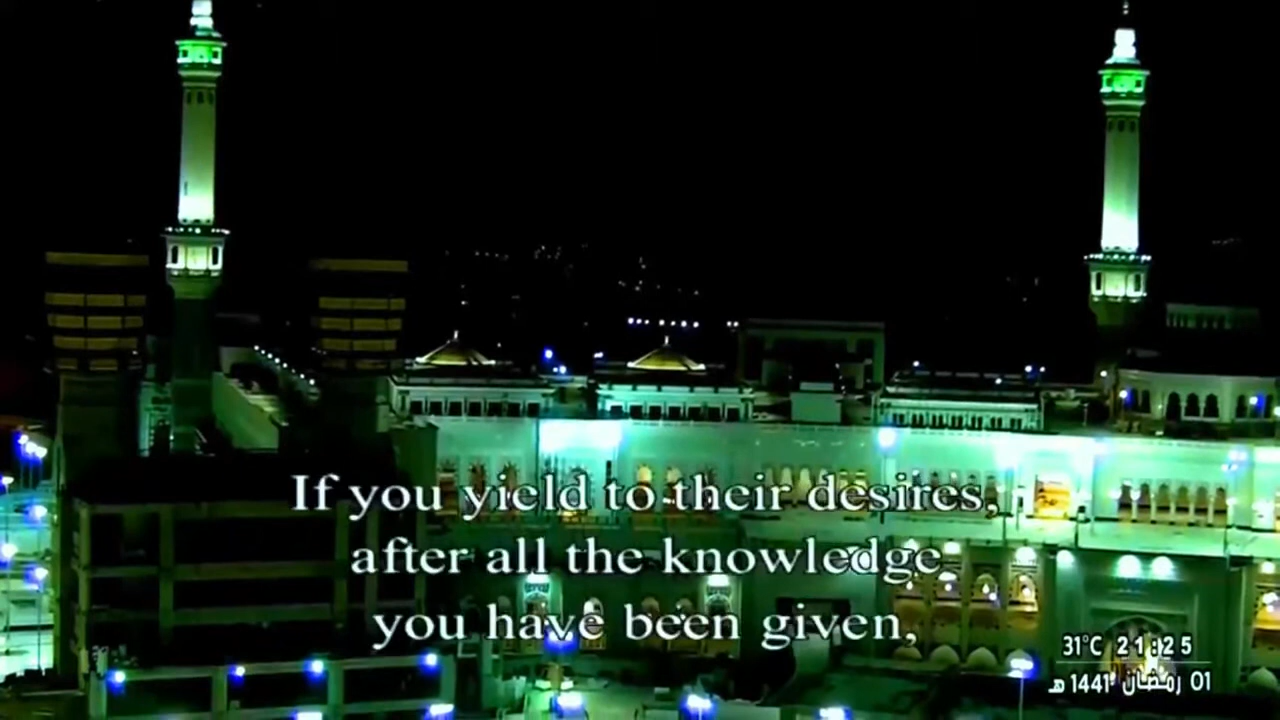 If you yield to their desires,
after all the knowledge
you have been given,
31°C 21:25
01 رمضان 1441 هـ